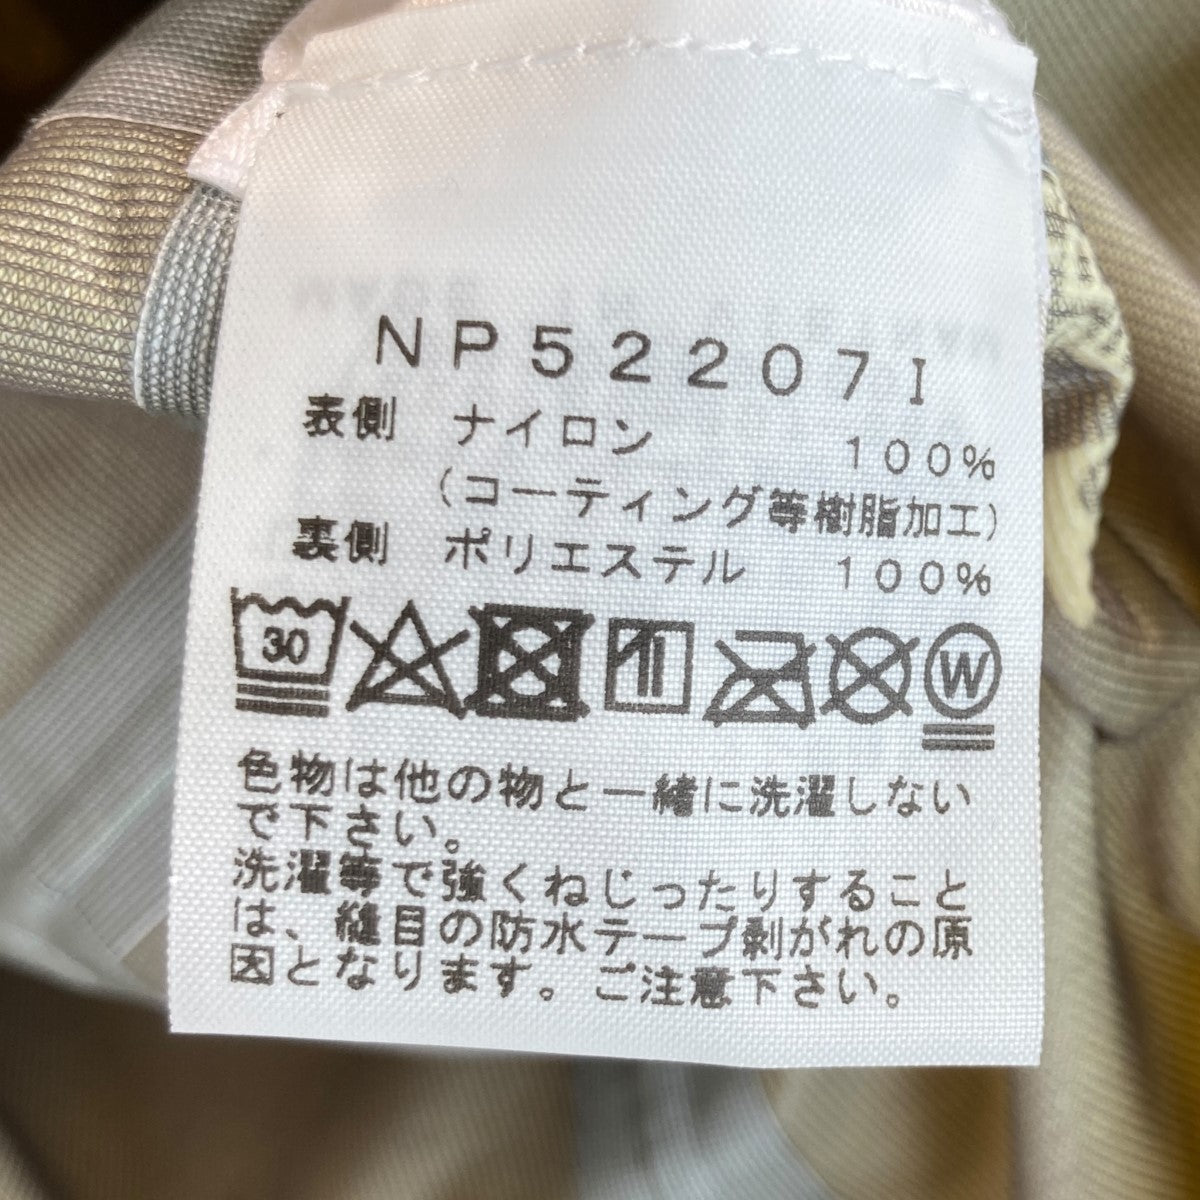 NP52207I
表側 ナイロン 100%
(コーティング等樹脂加工)
裏側 ポリエステル 100%
30
W
色物は他の物と一緒に洗濯しない
で下さい。
洗濯等で強くねじったりすること
は、縫目の防水テープ剥がれの原
因となります。ご注意下さい。